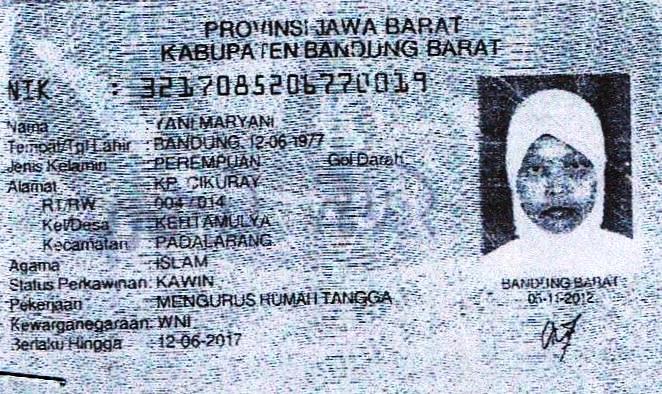 PROVINSI JAWA BARAT
KABUPATEN BANDUNG BARAT
NIK : 3217085206770019
Nama : YANI MARYANI
Tempat/Tgl Lahir : BANDUNG, 12-06-1977
Jenis Kelamin : PEREMPUAN Gol Darah
Alamat : KP. CIKURAY
RT/RW : 004 / 014
Kel/Desa : KERTAMULYA
Kecamatan : PADALARANG
Agama : ISLAM
Status Perkawinan: KAWIN
Pekerjaan : MENGURUS RUMAH TANGGA
Kewarganegaraan: WNI
Berlaku Hingga : 12-06-2017
BANDUNG BARAT
05-11-2012